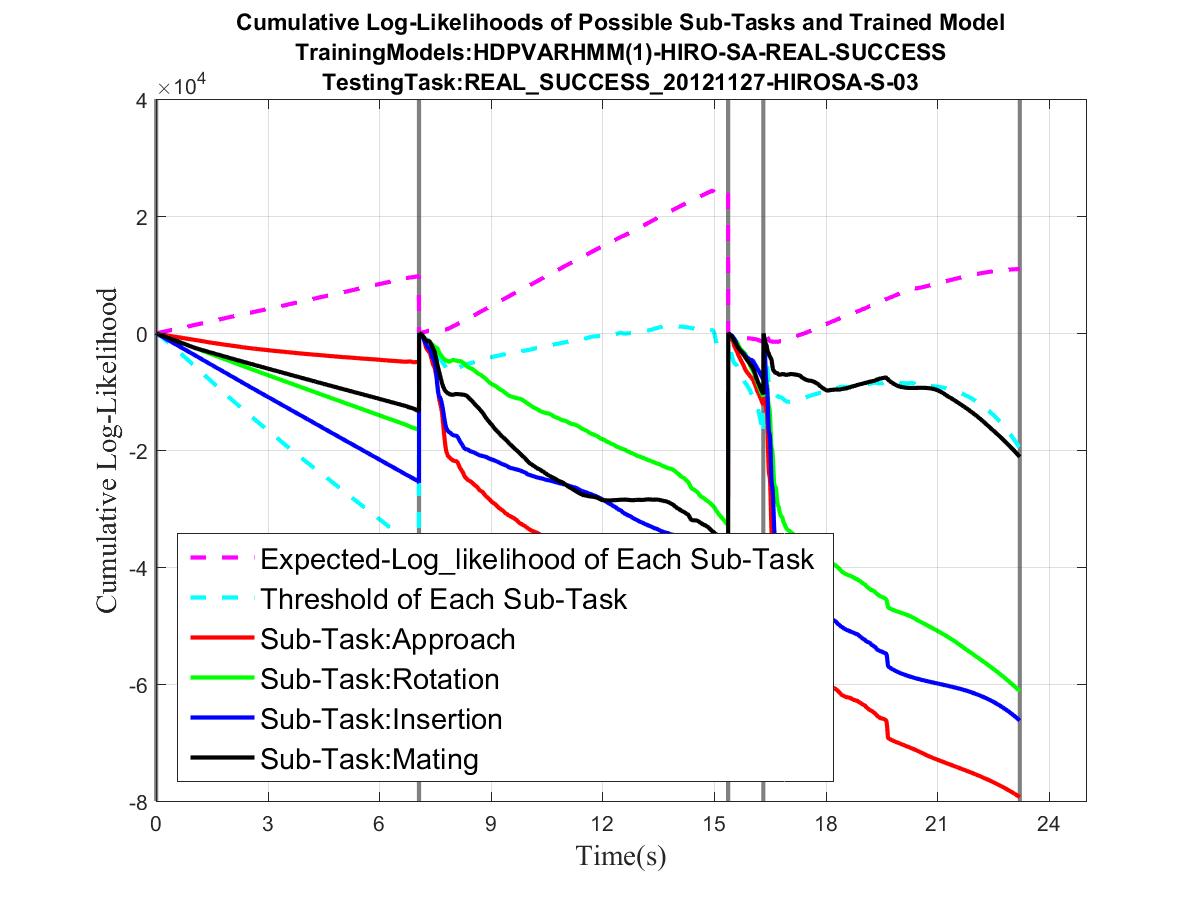 Cumulative Log-Likelihoods of Possible Sub-Tasks and Trained Model
TrainingModels:HDPVARHMM(1)-HIRO-SA-REAL-SUCCESS
TestingTask:REAL_SUCCESS_20121127-HIROSA-S-03
×10⁴
4
2
0
-2
-4
-6
-8
Cumulative Log-Likelihood
Expected-Log_likelihood of Each Sub-Task
Threshold of Each Sub-Task
Sub-Task:Approach
Sub-Task:Rotation
Sub-Task:Insertion
Sub-Task:Mating
0 3 6 9 12 15 18 21 24
Time(s)